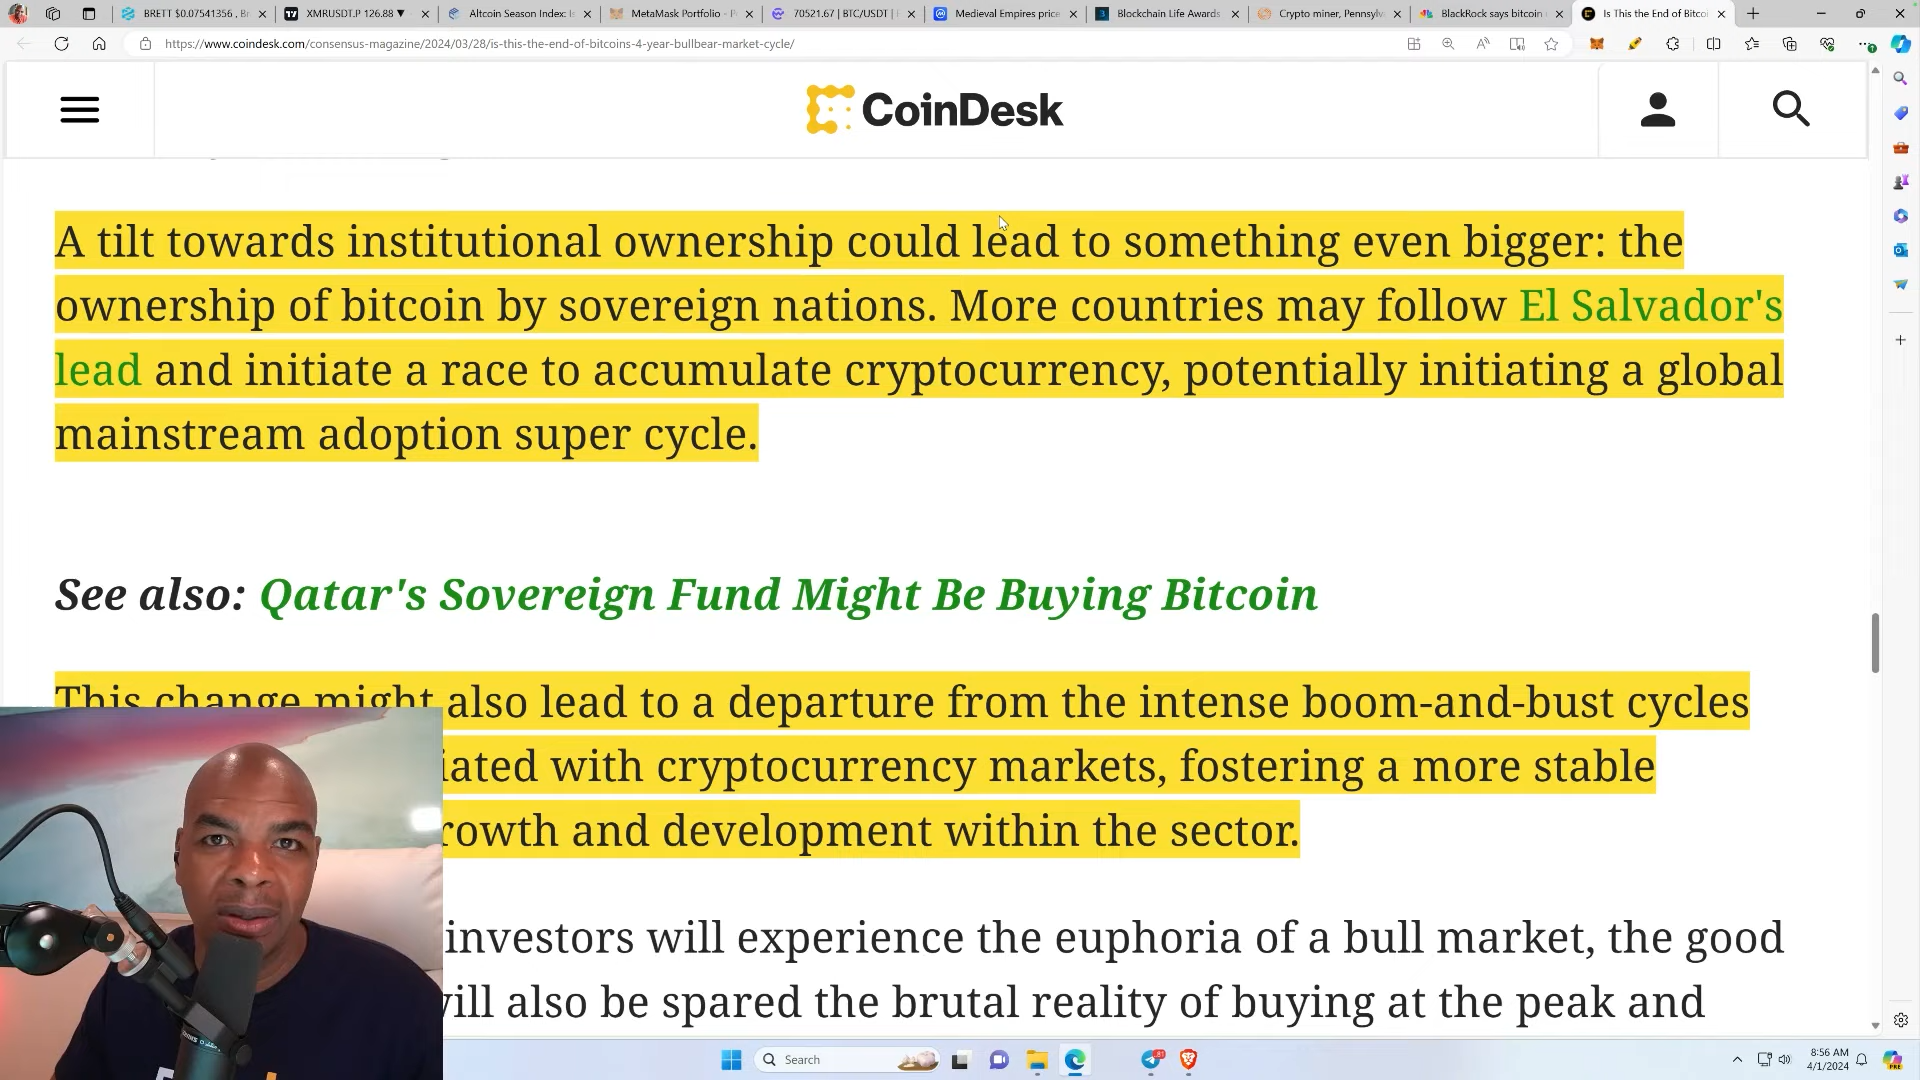 BRETT $0.07541356 , Br
XMRUSDT.P 126.88 ▼
Altcoin Season Index: Is
MetaMask Portfolio - P
70521.67 | BTC/USDT |
Medieval Empires price
Blockchain Life Awards
Crypto miner, Pennsylv
BlackRock says bitcoin
Is This the End of Bitcoi
https://www.coindesk.com/consensus-magazine/2024/03/28/is-this-the-end-of-bitcoins-4-year-bullbear-market-cycle/
CoinDesk
A tilt towards institutional ownership could lead to something even bigger: the
ownership of bitcoin by sovereign nations. More countries may follow El Salvador's
lead and initiate a race to accumulate cryptocurrency, potentially initiating a global
mainstream adoption super cycle.
See also: Qatar's Sovereign Fund Might Be Buying Bitcoin
This change might also lead to a departure from the intense boom-and-bust cycles
iated with cryptocurrency markets, fostering a more stable
rowth and development within the sector.
investors will experience the euphoria of a bull market, the good
will also be spared the brutal reality of buying at the peak and
Search
8:56 AM
4/1/2024